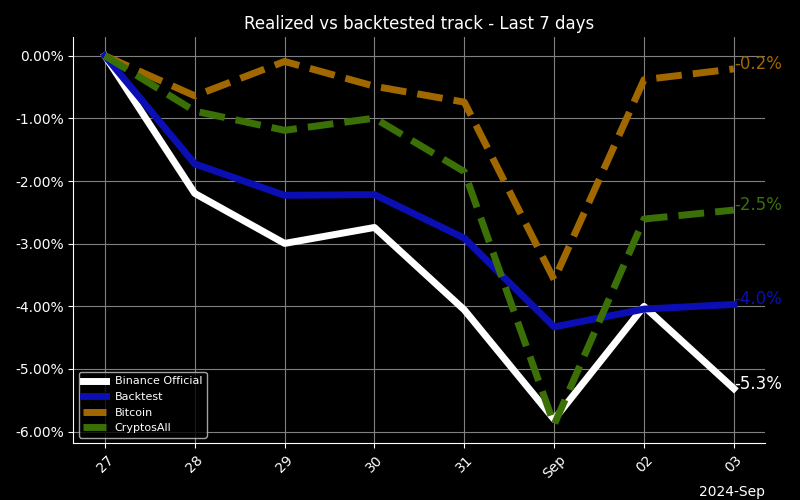 Realized vs backtested track - Last 7 days
0.00%
-1.00%
-2.00%
-3.00%
-4.00%
-5.00%
-6.00%
-0.2%
-2.5%
-4.0%
-5.3%
Binance Official
Backtest
Bitcoin
CryptosAll
27
28
29
30
31
Sep
02
03
2024-Sep